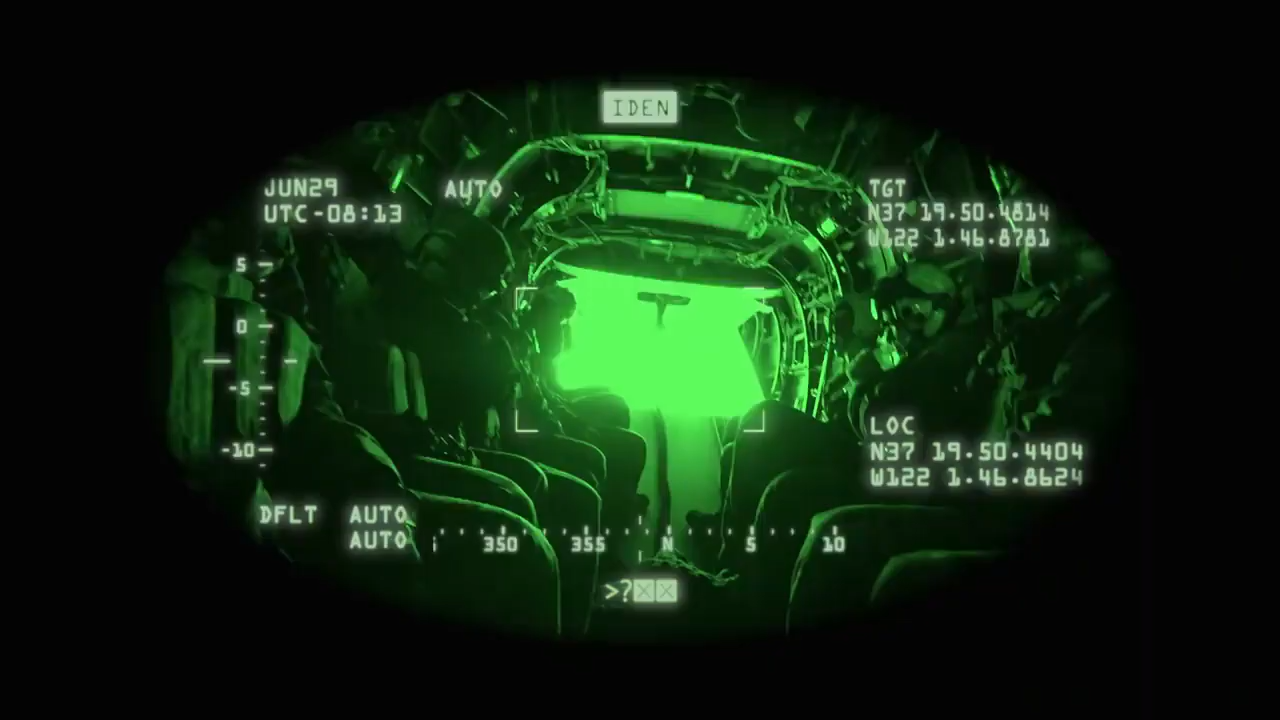 IDEN
JUN29
UTC-08:13
AUTO
TGT
N37 19.50.4814
W122 1.46.8781
5
0
-5
-10
LOC
N37 19.50.4404
W122 1.46.8624
DFLT AUTO
AUTO
350 355 N 5 10
>?